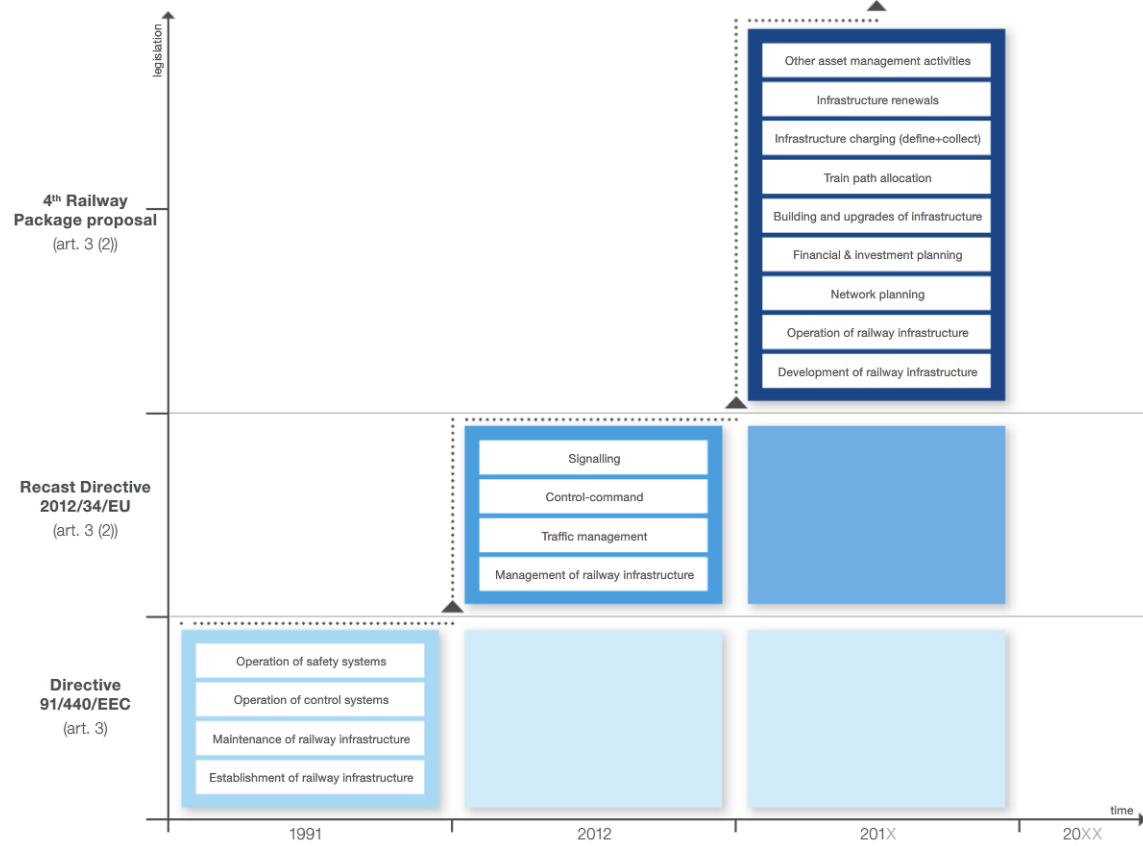 legislation
4th Railway
Package proposal
(art. 3 (2))
Other asset management activities
Infrastructure renewals
Infrastructure charging (define+collect)
Train path allocation
Building and upgrades of infrastructure
Financial & investment planning
Network planning
Operation of railway infrastructure
Development of railway infrastructure
Recast Directive
2012/34/EU
(art. 3 (2))
Signalling
Control-command
Traffic management
Management of railway infrastructure
Directive
91/440/EEC
(art. 3)
Operation of safety systems
Operation of control systems
Maintenance of railway infrastructure
Establishment of railway infrastructure
time
1991
2012
201X
20XX